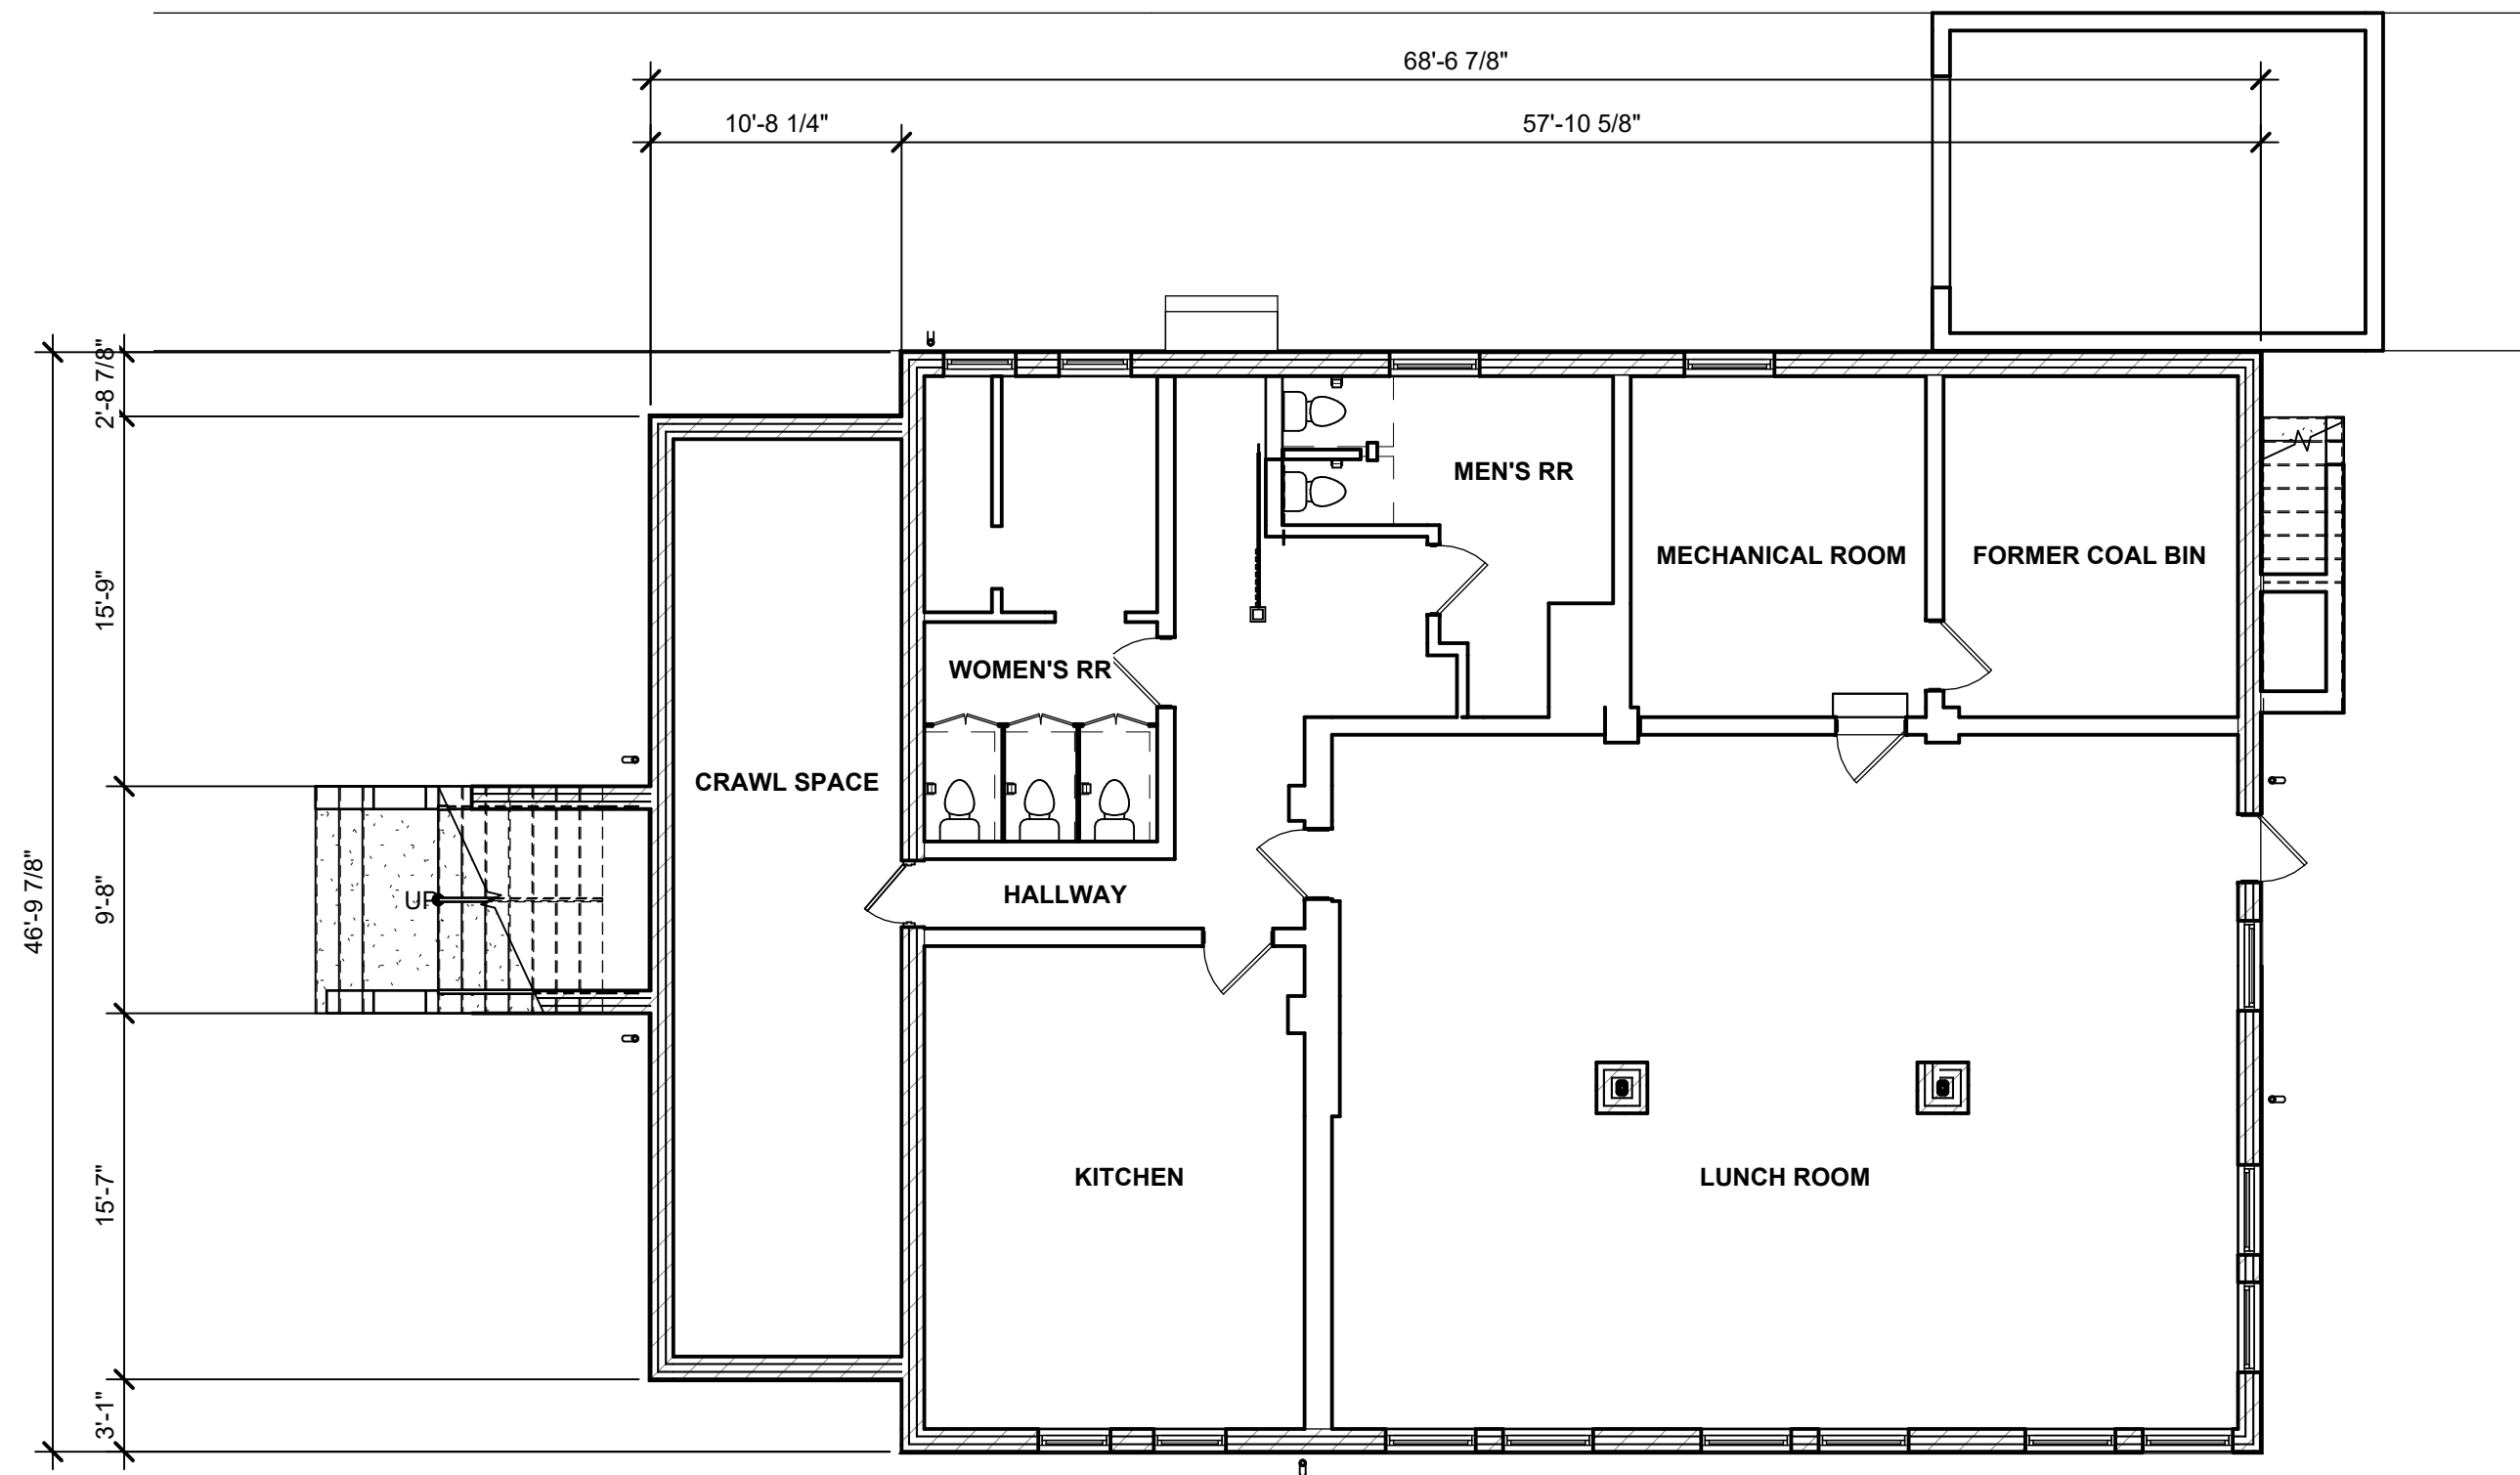 68'-6 7/8"
10'-8 1/4"
57'-10 5/8"
2'-8 7/8"
15'-9"
9'-8"
15'-7"
3'-1"
46'-9 7/8"
MEN'S RR
MECHANICAL ROOM
FORMER COAL BIN
WOMEN'S RR
CRAWL SPACE
HALLWAY
UP
KITCHEN
LUNCH ROOM